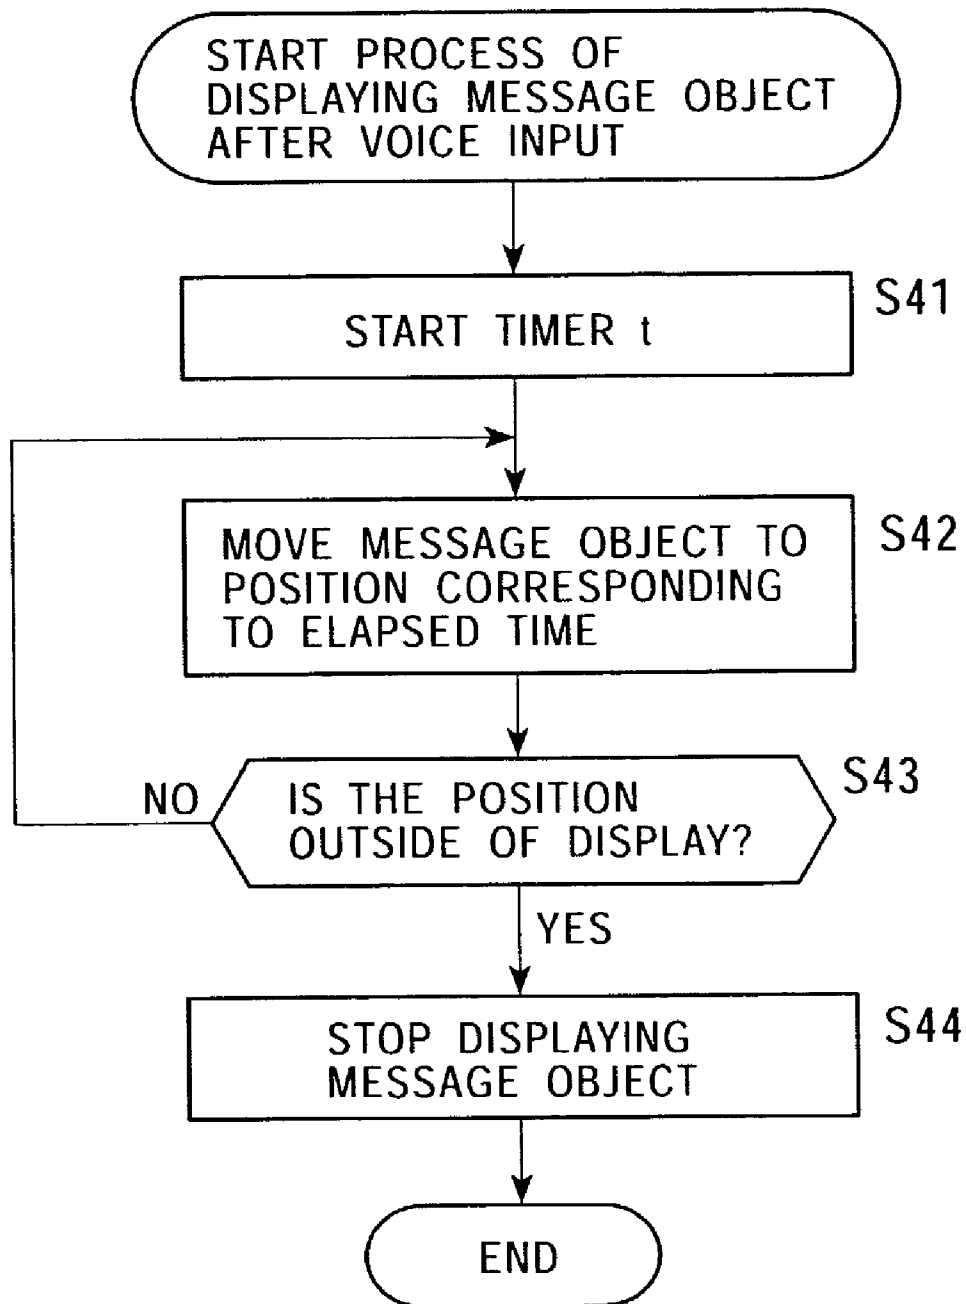 START PROCESS OF
DISPLAYING MESSAGE OBJECT
AFTER VOICE INPUT
S41
START TIMER t
S42
MOVE MESSAGE OBJECT TO
POSITION CORRESPONDING
TO ELAPSED TIME
S43
NO
IS THE POSITION
OUTSIDE OF DISPLAY?
YES
S44
STOP DISPLAYING
MESSAGE OBJECT
END